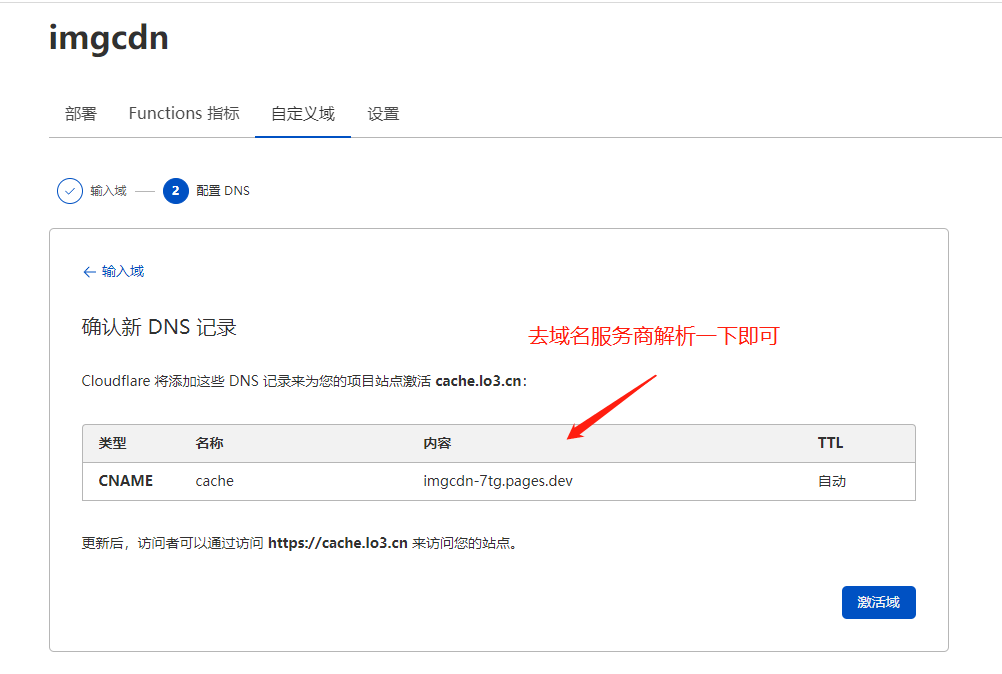 imgcdn
部署 Functions 指标 自定义域 设置
输入域 2 配置 DNS
← 输入域
确认新 DNS 记录
去域名服务商解析一下即可
Cloudflare 将添加这些 DNS 记录来为您的项目站点激活 cache.lo3.cn：
类型 名称 内容 TTL
CNAME cache imgcdn-7tg.pages.dev 自动
更新后，访问者可以通过访问 https://cache.lo3.cn 来访问您的站点。
激活域